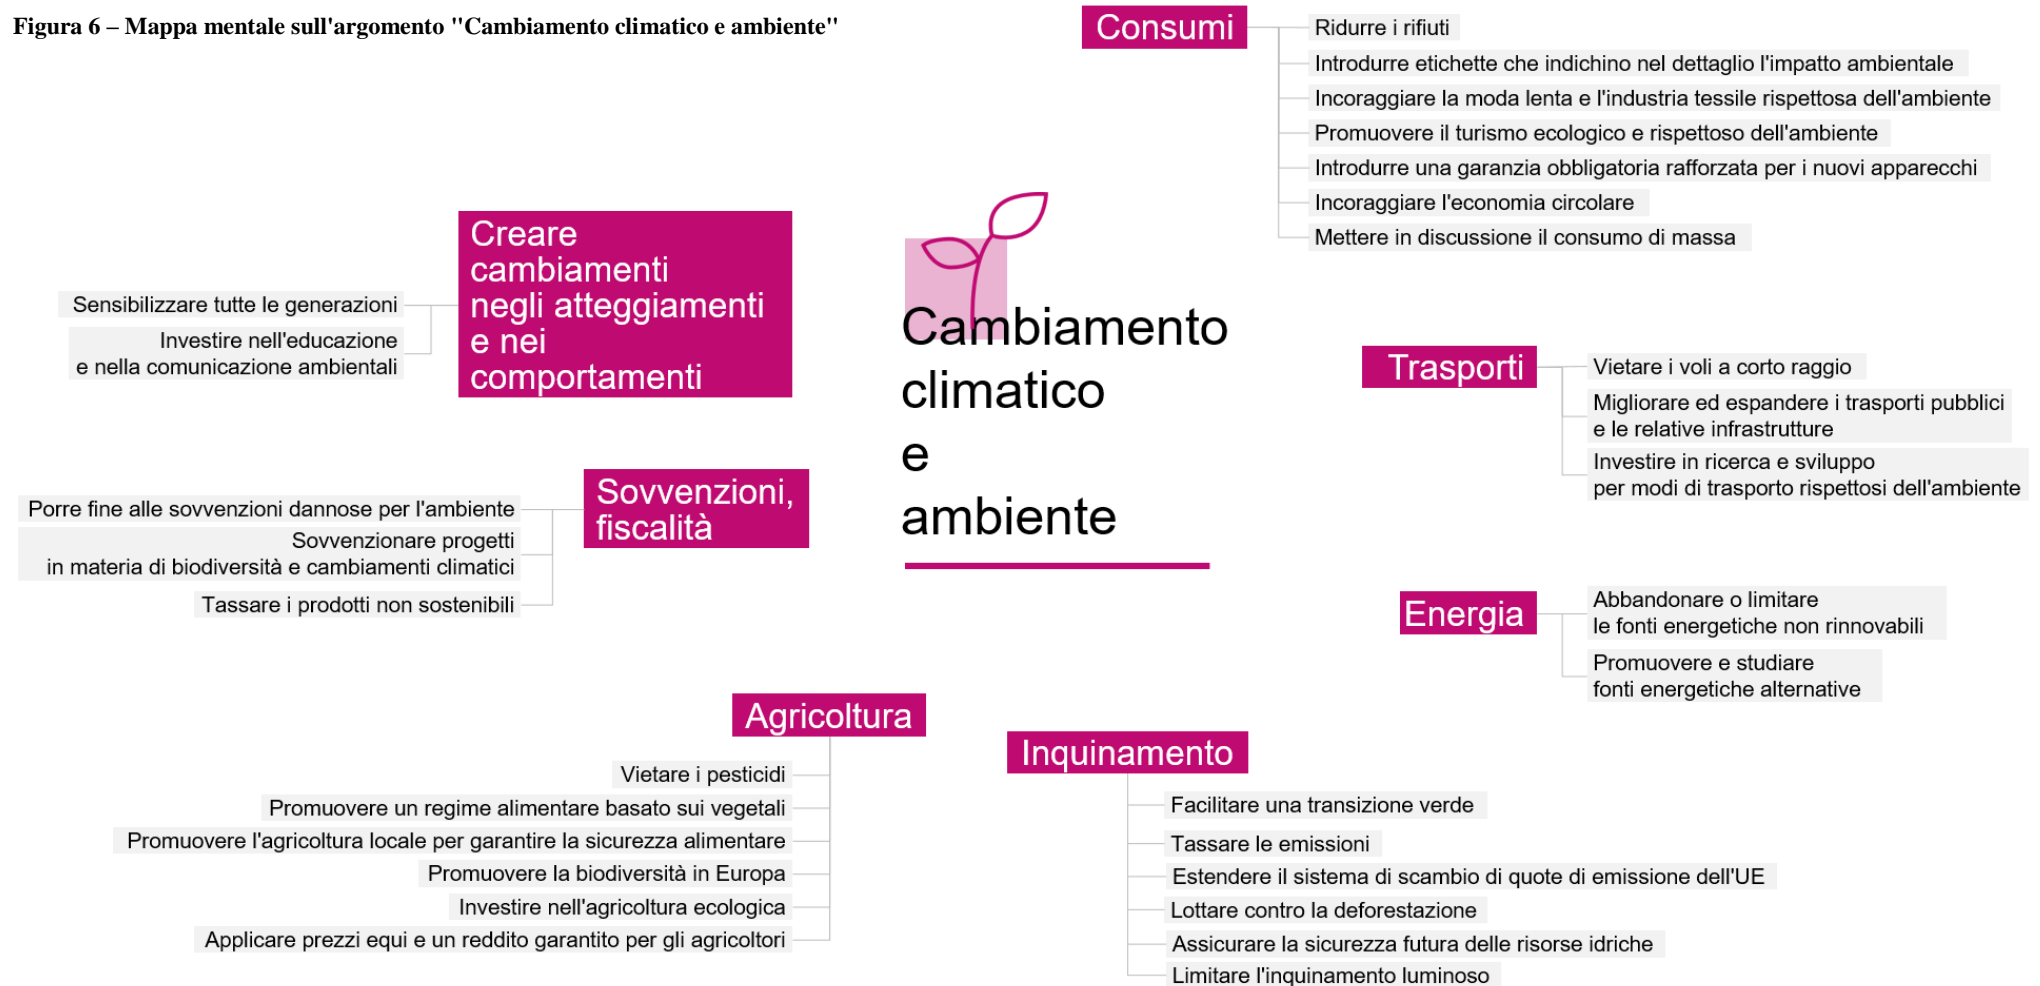 Figura 6 – Mappa mentale sull'argomento "Cambiamento climatico e ambiente"
Consumi
Ridurre i rifiuti
Introdurre etichette che indichino nel dettaglio l'impatto ambientale
Incoraggiare la moda lenta e l'industria tessile rispettosa dell'ambiente
Promuovere il turismo ecologico e rispettoso dell'ambiente
Introdurre una garanzia obbligatoria rafforzata per i nuovi apparecchi
Incoraggiare l'economia circolare
Mettere in discussione il consumo di massa
Creare
cambiamenti
negli atteggiamenti
e nei
comportamenti
Sensibilizzare tutte le generazioni
Investire nell'educazione
e nella comunicazione ambientali
Cambiamento
climatico
e
ambiente
Trasporti
Vietare i voli a corto raggio
Migliorare ed espandere i trasporti pubblici
e le relative infrastrutture
Investire in ricerca e sviluppo
per modi di trasporto rispettosi dell'ambiente
Sovvenzioni,
fiscalità
Porre fine alle sovvenzioni dannose per l'ambiente
Sovvenzionare progetti
in materia di biodiversità e cambiamenti climatici
Tassare i prodotti non sostenibili
Energia
Abbandonare o limitare
le fonti energetiche non rinnovabili
Promuovere e studiare
fonti energetiche alternative
Agricoltura
Vietare i pesticidi
Promuovere un regime alimentare basato sui vegetali
Promuovere l'agricoltura locale per garantire la sicurezza alimentare
Promuovere la biodiversità in Europa
Investire nell'agricoltura ecologica
Applicare prezzi equi e un reddito garantito per gli agricoltori
Inquinamento
Facilitare una transizione verde
Tassare le emissioni
Estendere il sistema di scambio di quote di emissione dell'UE
Lottare contro la deforestazione
Assicurare la sicurezza futura delle risorse idriche
Limitare l'inquinamento luminoso